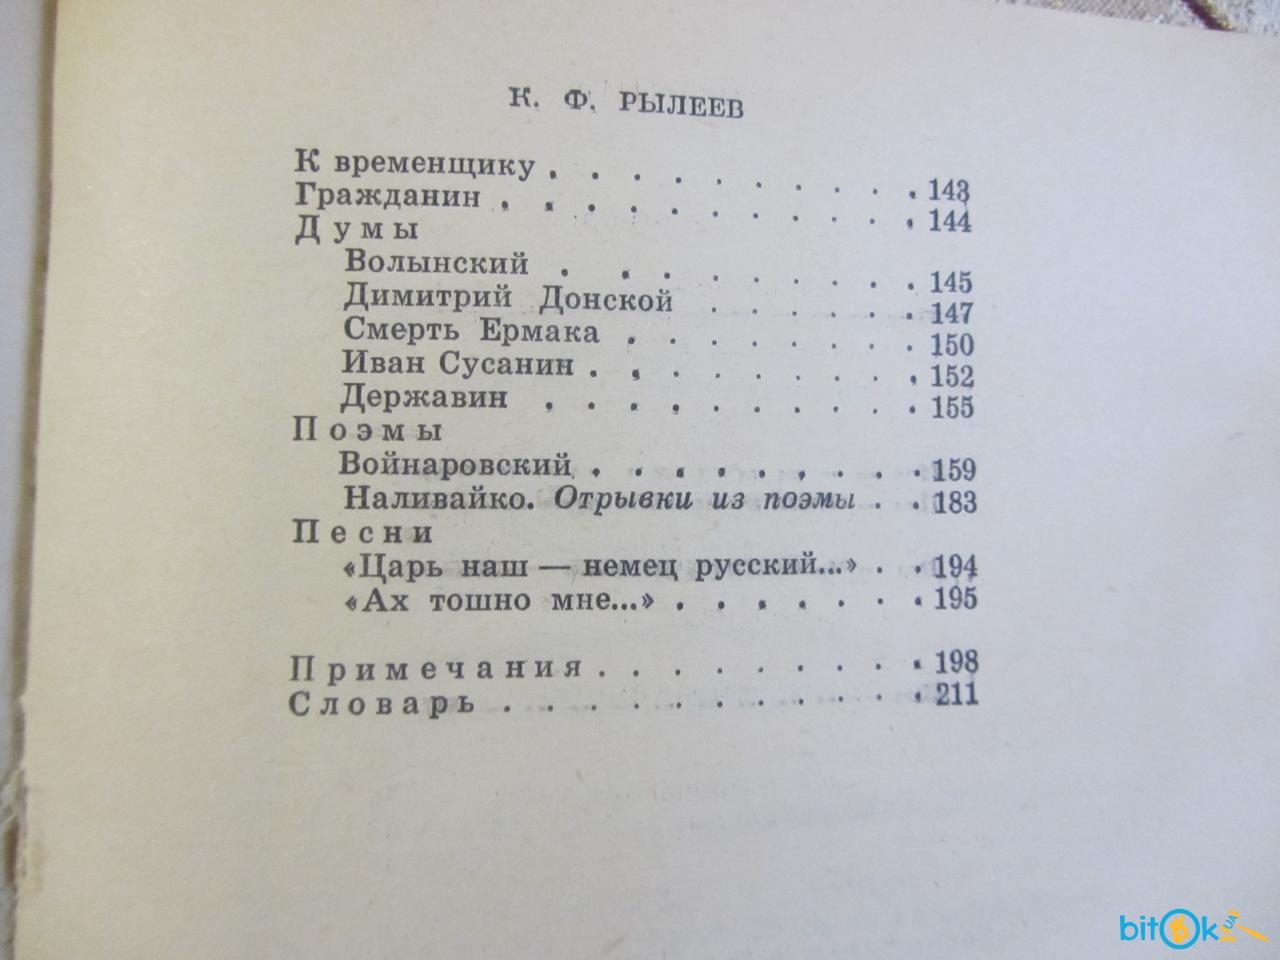 К. Ф. РЫЛЕЕВ
К временщику . . . . . . . . . . 143
Гражданин . . . . . . . . . . . 144
Думы
Волынский . . . . . . . . . 145
Димитрий Донской . . . . . . 147
Смерть Ермака . . . . . . . . 150
Иван Сусанин . . . . . . . . . 152
Державин . . . . . . . . . . 155
Поэмы
Войнаровский . . . . . . . . . 159
Наливайко. Отрывки из поэмы . . 183
Песни
«Царь наш — немец русский...» . . 194
«Ах тошно мне...» . . . . . . . 195
Примечания . . . . . . . . . 198
Словарь . . . . . . . . . . . 211
bitOk UA